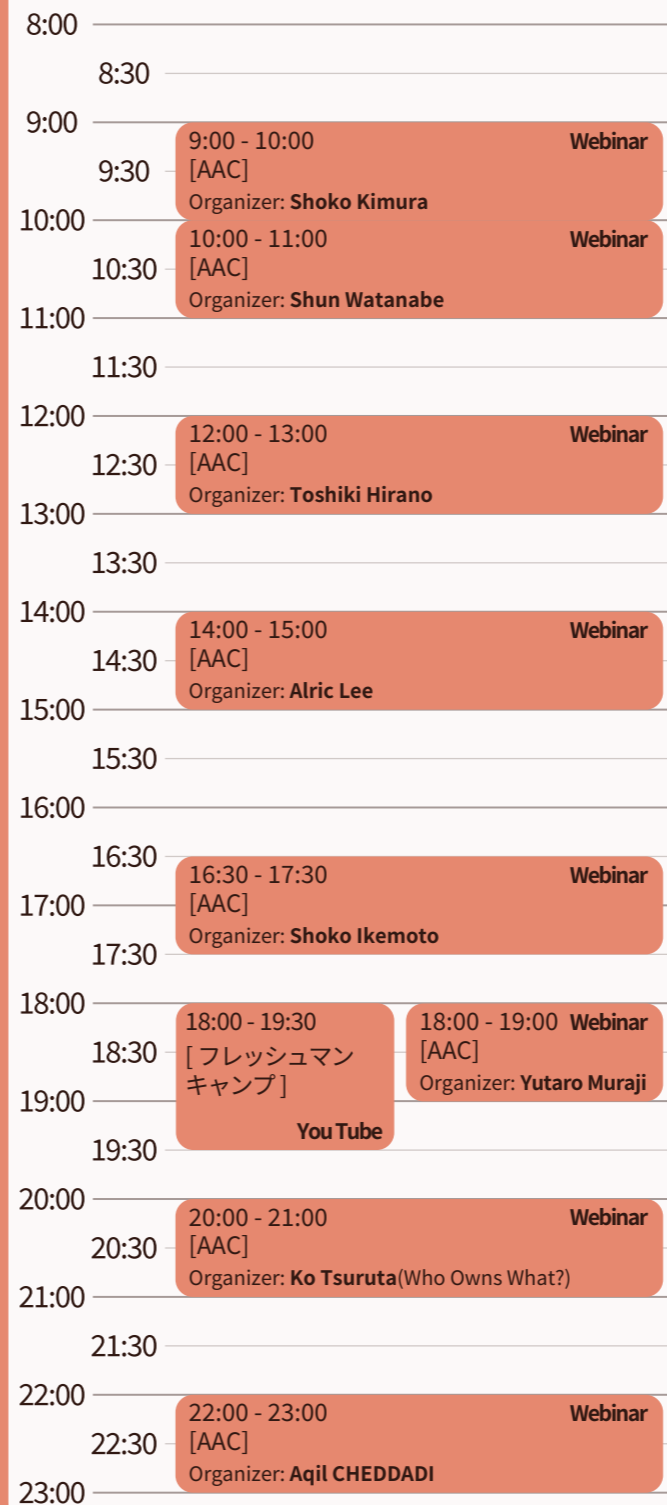 8:00
8:30
9:00
9:00 - 10:00 Webinar
9:30 [AAC]
Organizer: Shoko Kimura
10:00
10:00 - 11:00 Webinar
10:30 [AAC]
Organizer: Shun Watanabe
11:00
11:30
12:00
12:00 - 13:00 Webinar
12:30 [AAC]
Organizer: Toshiki Hirano
13:00
13:30
14:00
14:00 - 15:00 Webinar
14:30 [AAC]
Organizer: Alric Lee
15:00
15:30
16:00
16:30
16:30 - 17:30 Webinar
17:00 [AAC]
Organizer: Shoko Ikemoto
17:30
18:00
18:00 - 19:30
[ フレッシュマン
キャンプ ]
You Tube
18:00 - 19:00 Webinar
[AAC]
Organizer: Yutaro Muraji
18:30
19:00
19:30
20:00
20:00 - 21:00 Webinar
20:30 [AAC]
Organizer: Ko Tsuruta(Who Owns What?)
21:00
21:30
22:00
22:00 - 23:00 Webinar
22:30 [AAC]
Organizer: Aqil CHEDDADI
23:00